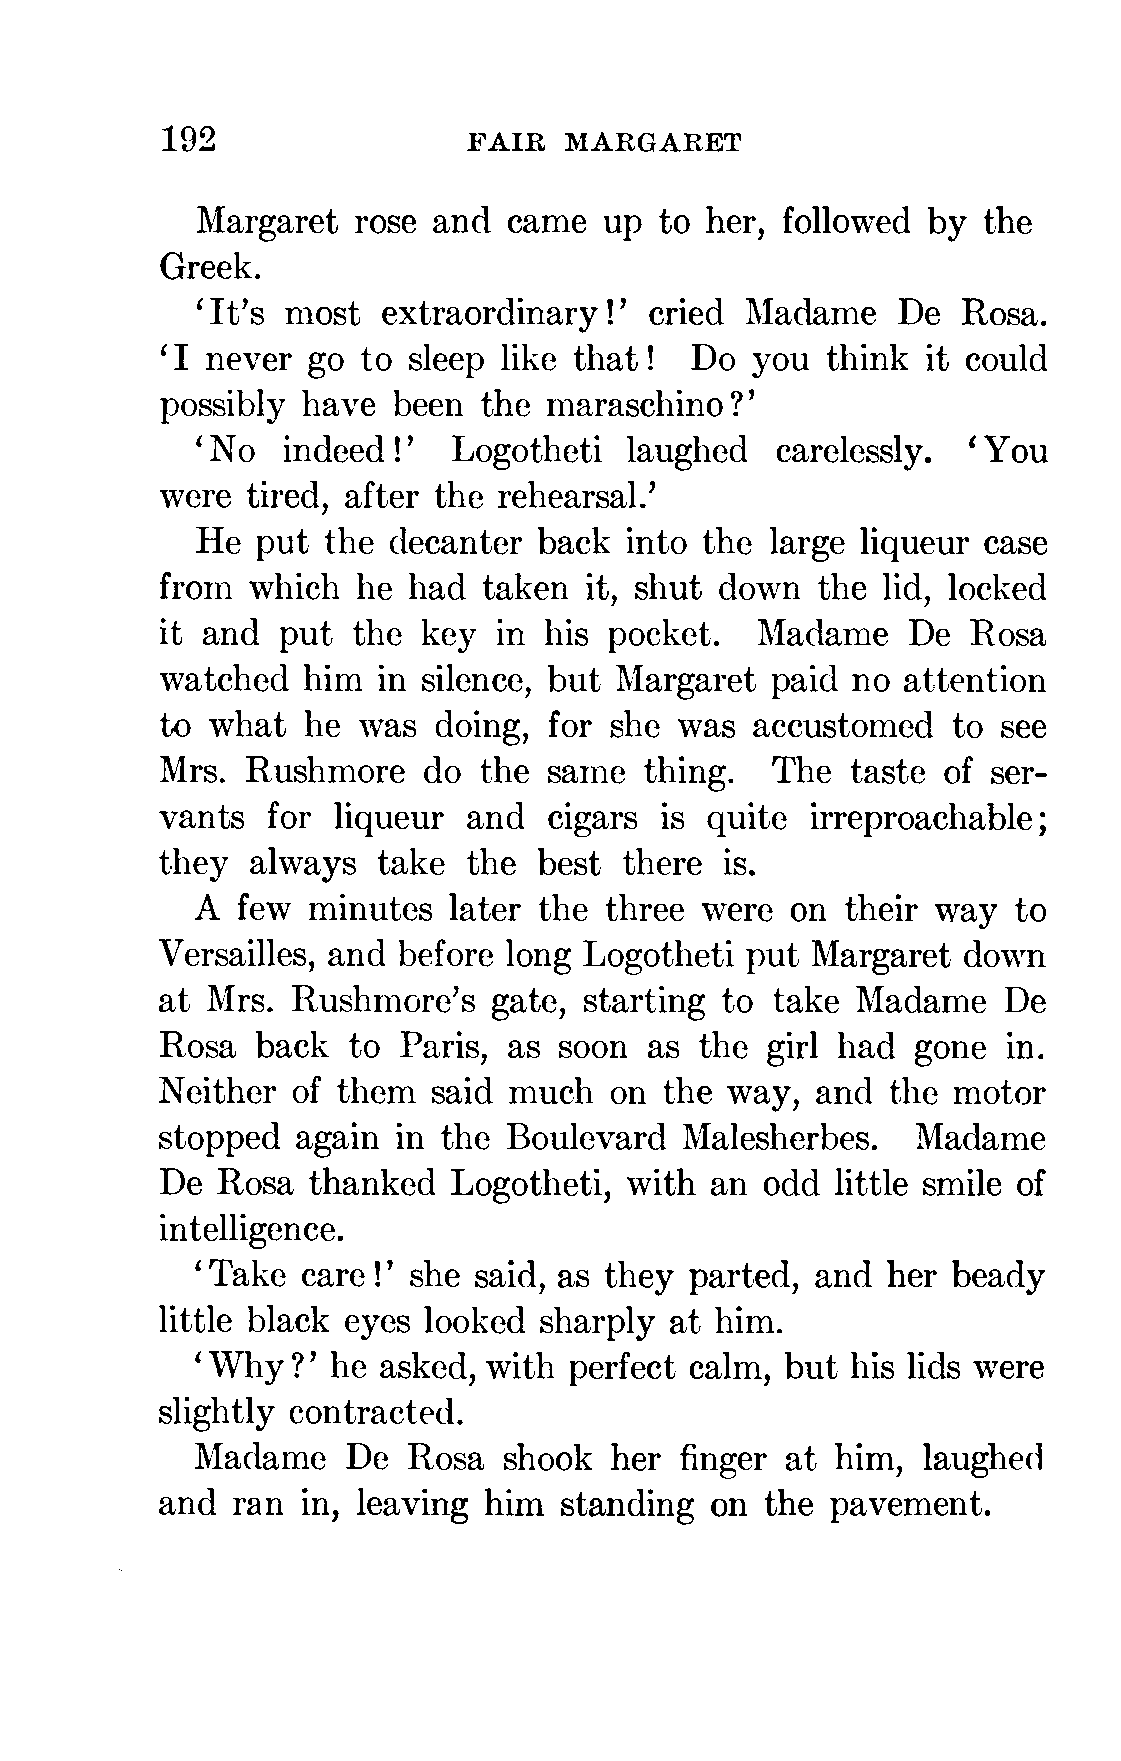 192 FAIR MARGARET
Margaret rose and came up to her, followed by the
Greek.
‘It’s most extraordinary!’ cried Madame De Rosa.
‘I never go to sleep like that! Do you think it could
possibly have been the maraschino?’
‘No indeed!’ Logotheti laughed carelessly. ‘You
were tired, after the rehearsal.’
He put the decanter back into the large liqueur case
from which he had taken it, shut down the lid, locked
it and put the key in his pocket. Madame De Rosa
watched him in silence, but Margaret paid no attention
to what he was doing, for she was accustomed to see
Mrs. Rushmore do the same thing. The taste of ser-
vants for liqueur and cigars is quite irreproachable;
they always take the best there is.
A few minutes later the three were on their way to
Versailles, and before long Logotheti put Margaret down
at Mrs. Rushmore’s gate, starting to take Madame De
Rosa back to Paris, as soon as the girl had gone in.
Neither of them said much on the way, and the motor
stopped again in the Boulevard Malesherbes. Madame
De Rosa thanked Logotheti, with an odd little smile of
intelligence.
‘Take care!’ she said, as they parted, and her beady
little black eyes looked sharply at him.
‘Why?’ he asked, with perfect calm, but his lids were
slightly contracted.
Madame De Rosa shook her finger at him, laughed
and ran in, leaving him standing on the pavement.